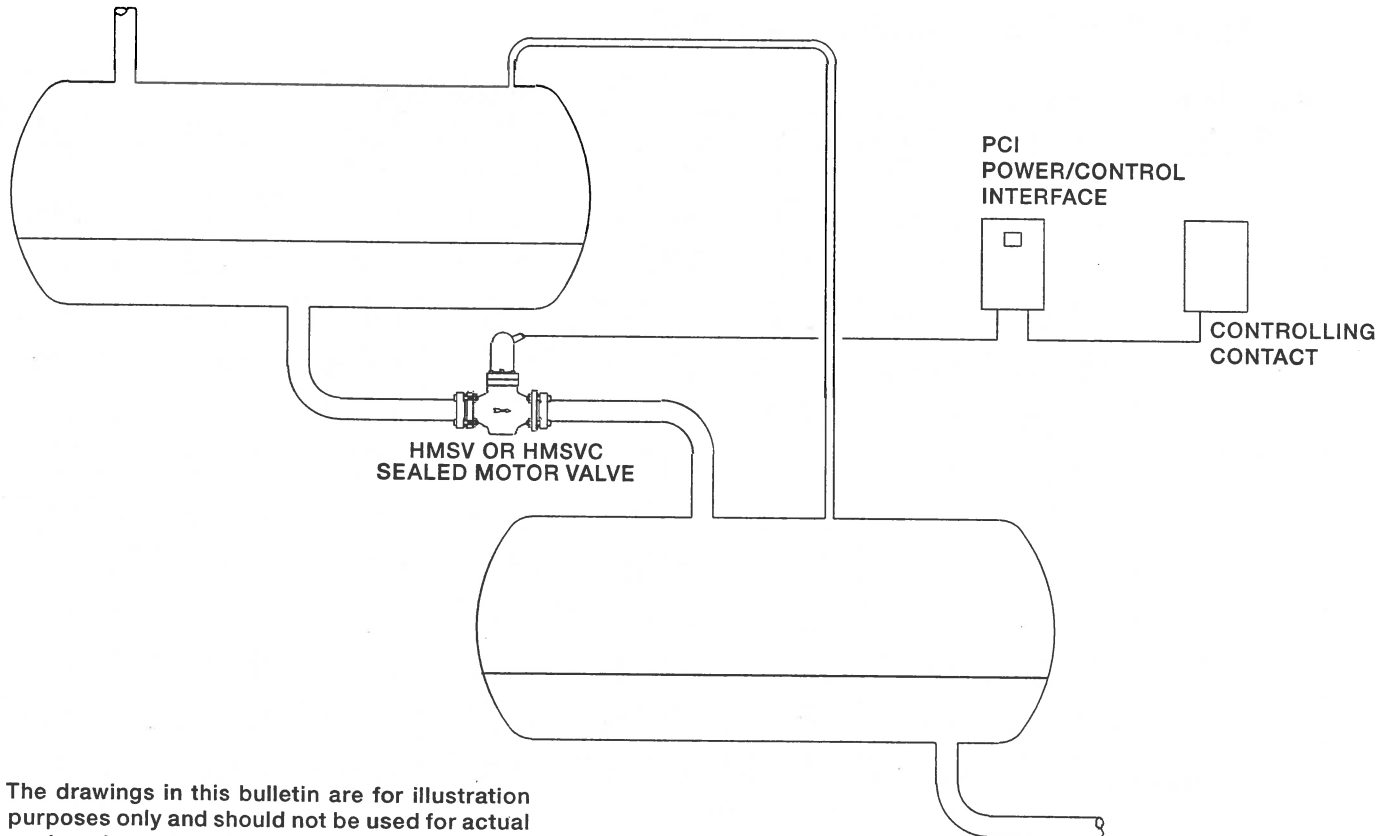 PCI
POWER/CONTROL
INTERFACE
CONTROLLING
CONTACT
HMSV OR HMSVC
SEALED MOTOR VALVE
The drawings in this bulletin are for illustration
purposes only and should not be used for actual